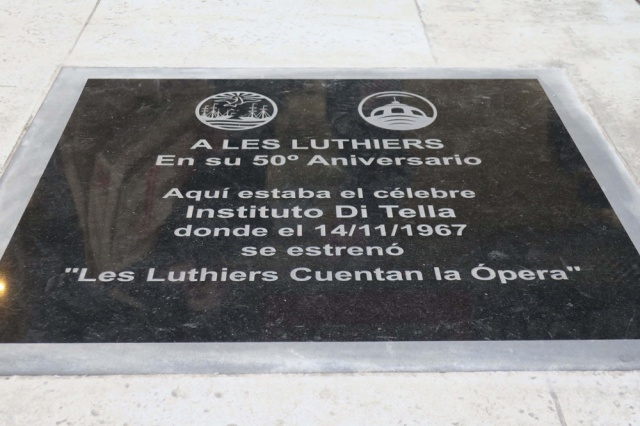 A LES LUTHIERS
En su 50º Aniversario
Aquí estaba el célebre
Instituto Di Tella
donde el 14/11/1967
se estrenó
"Les Luthiers Cuentan la Ópera"